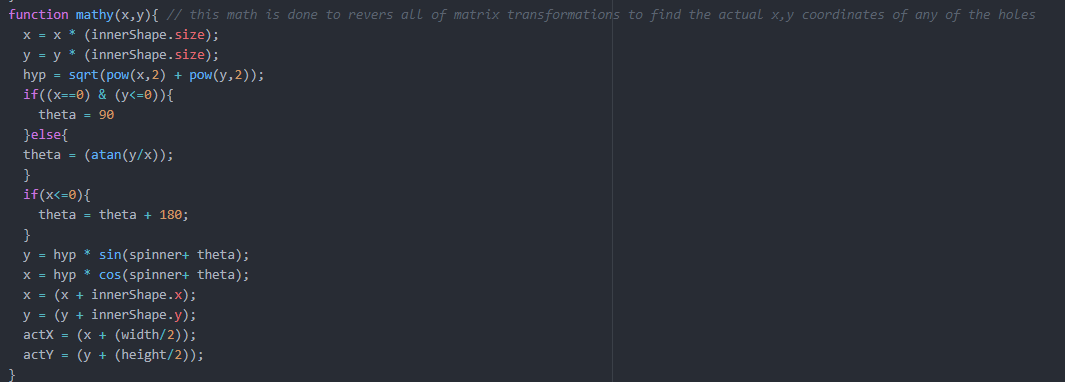 function mathy(x,y){ // this math is done to revers all of matrix transformations to find the actual x,y coordinates of any of the holes
  x = x * (innerShape.size);
  y = y * (innerShape.size);
  hyp = sqrt(pow(x,2) + pow(y,2));
  if((x==0) & (y<=0)){
    theta = 90
  }else{
  theta = (atan(y/x));
  }
  if(x<=0){
    theta = theta + 180;
  }
  y = hyp * sin(spinner+ theta);
  x = hyp * cos(spinner+ theta);
  x = (x + innerShape.x);
  y = (y + innerShape.y);
  actX = (x + (width/2));
  actY = (y + (height/2));
}